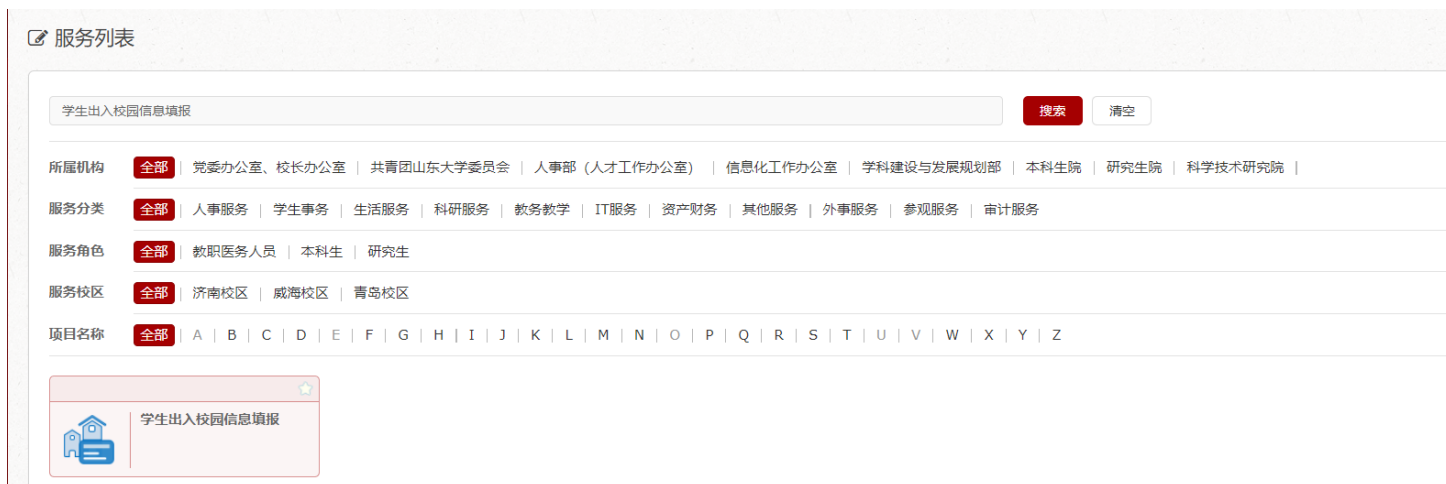 服务列表
学生出入校园信息填报 搜索 清空
所属机构 全部 | 党委办公室、校长办公室 | 共青团山东大学委员会 | 人事部（人才工作办公室） | 信息化工作办公室 | 学科建设与发展规划部 | 本科生院 | 研究生院 | 科学技术研究院 |
服务分类 全部 | 人事服务 | 学生事务 | 生活服务 | 科研服务 | 教务教学 | IT服务 | 资产财务 | 其他服务 | 外事服务 | 参观服务 | 审计服务
服务角色 全部 | 教职医务人员 | 本科生 | 研究生
服务校区 全部 | 济南校区 | 威海校区 | 青岛校区
项目名称 全部 | A | B | C | D | E | F | G | H | I | J | K | L | M | N | O | P | Q | R | S | T | U | V | W | X | Y | Z
学生出入校园信息填报